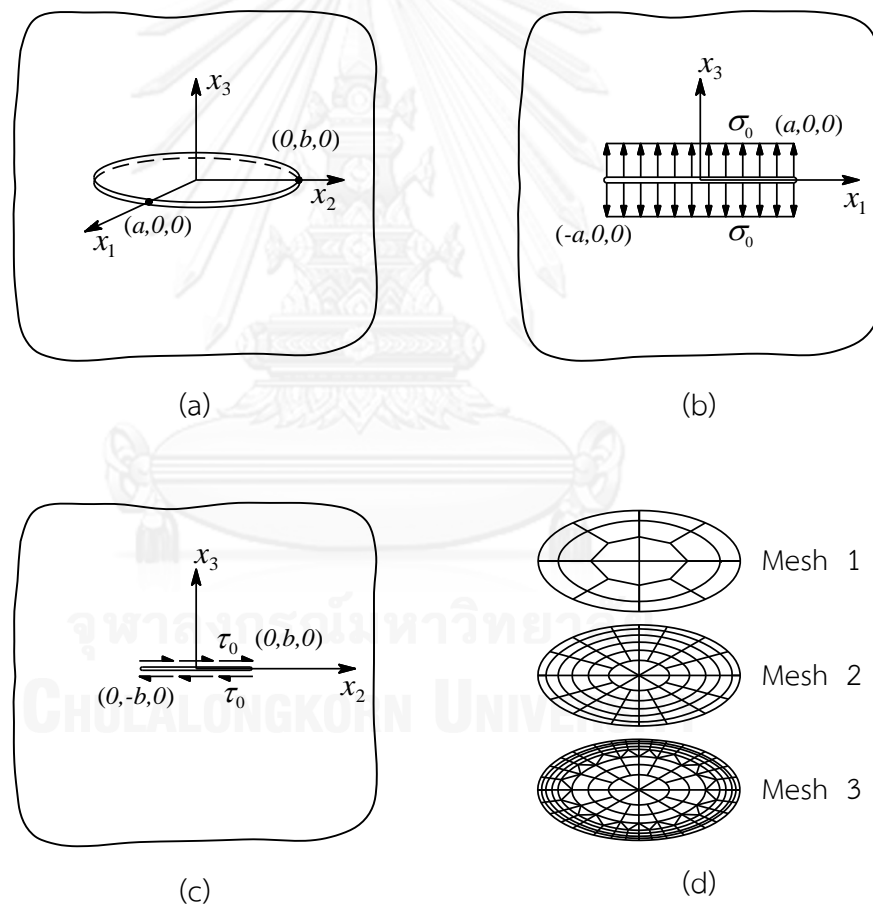 x₃
(0,b,0)
x₂
(a,0,0)
x₁
(a)
x₃
σ₀ (a,0,0)
x₁
(-a,0,0) σ₀
(b)
x₃
τ₀ (0,b,0)
(0,-b,0) τ₀ x₂
(c)
Mesh 1
Mesh 2
Mesh 3
(d)
จุฬาลงกรณ์มหาวิทยาลัย
CHULALONGKORN UNIVERSITY